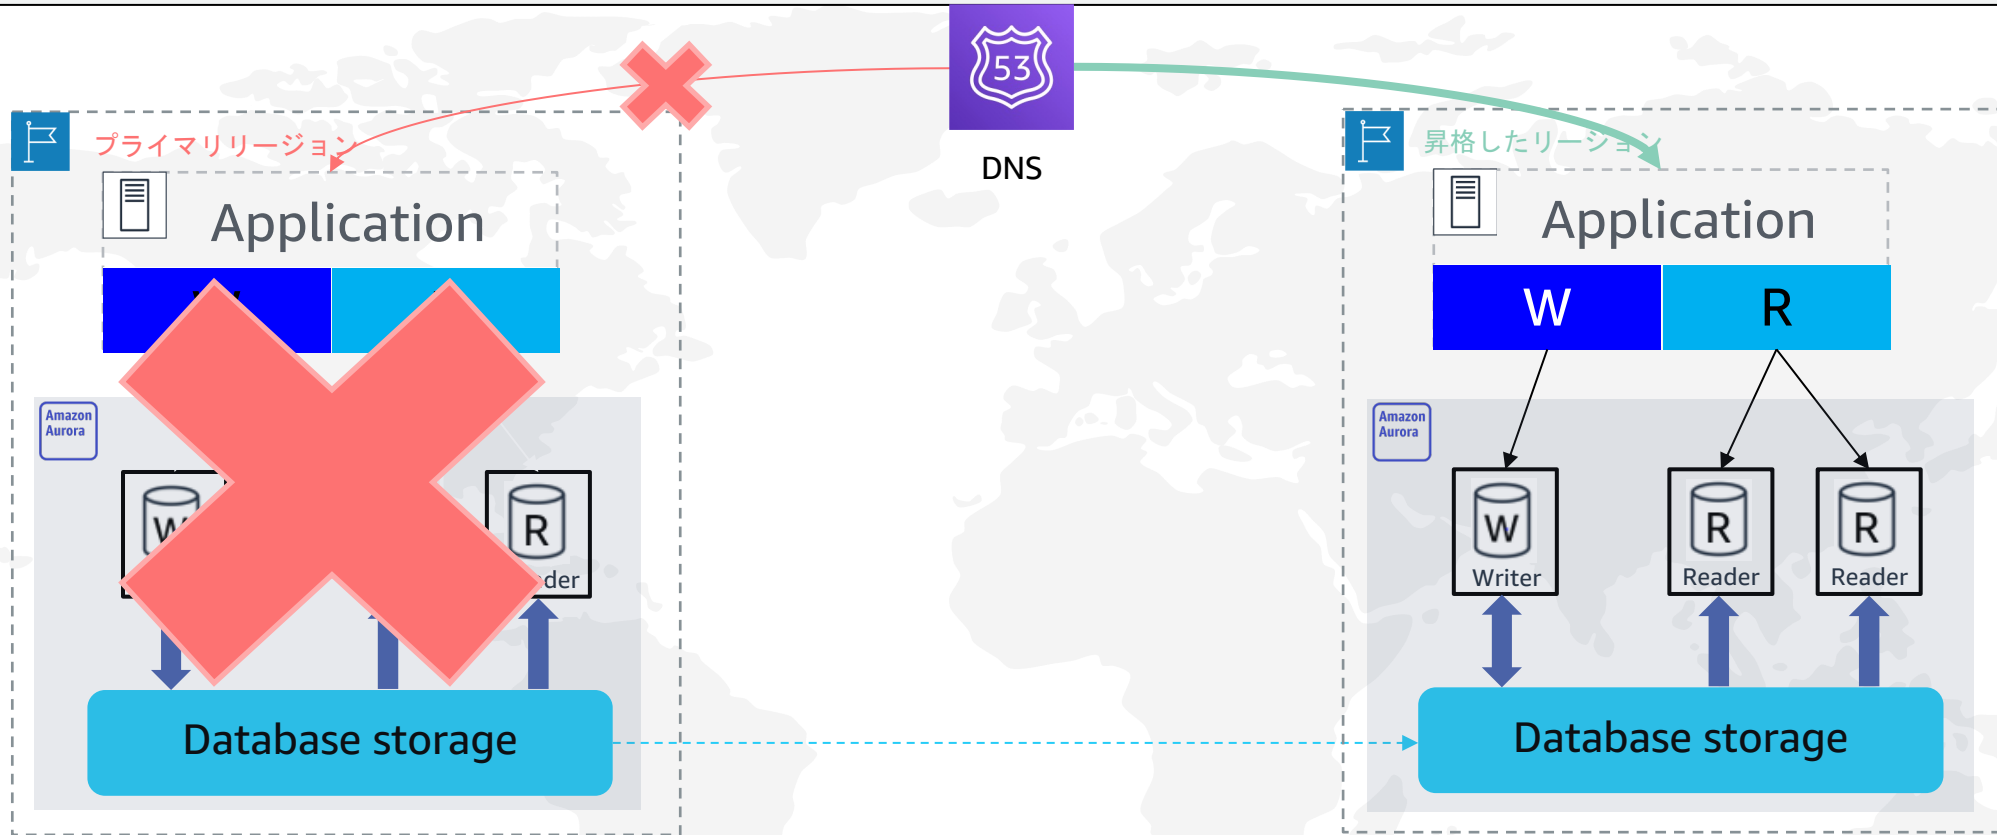 53
DNS
プライマリリージョン
Application
Amazon
Aurora
R
Database storage
昇格したリージョン
Application
W
R
Amazon
Aurora
W
Writer
R
Reader
R
Reader
Database storage